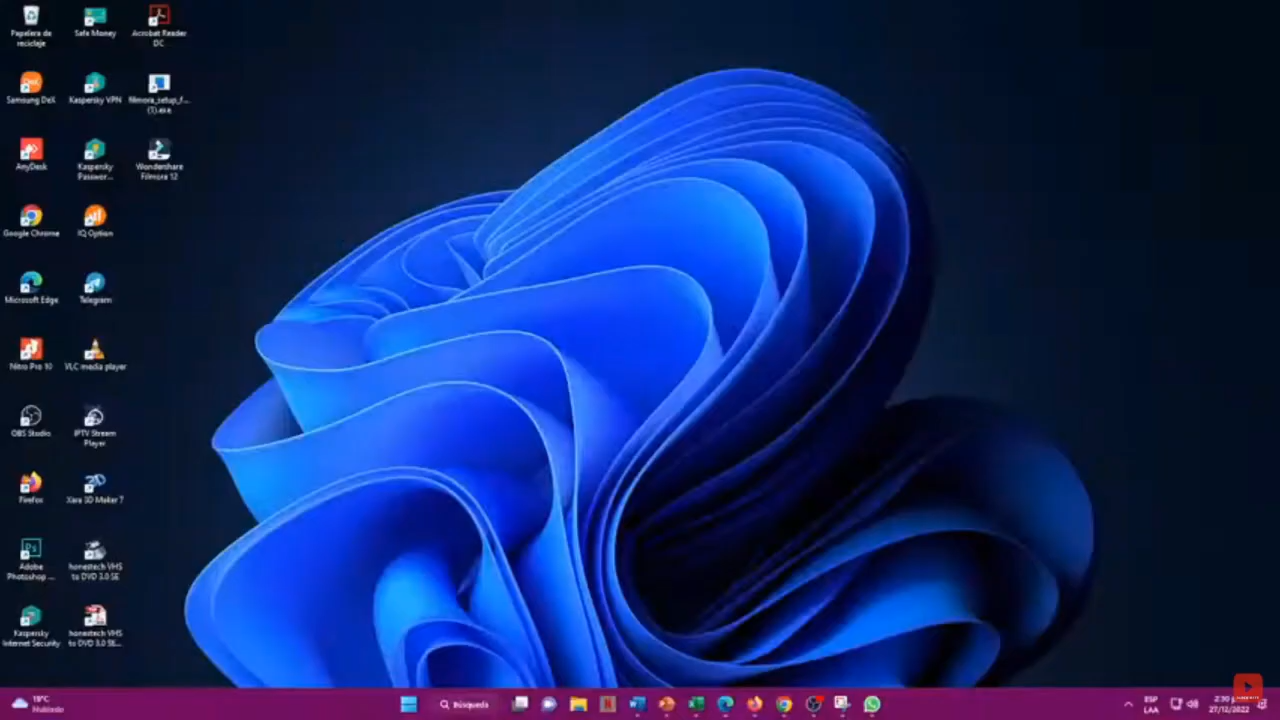 Papelera de
reciclaje
Safe Money
Acrobat Reader
DC
Samsung DeX
Kaspersky VPN
filmora_setup_f...
(1).exe
AnyDesk
Kaspersky
Passwor...
Wondershare
Filmora 12
Google Chrome
IQ Option
Microsoft Edge
Telegram
Nitro Pro 10
VLC media player
OBS Studio
IPTV Stream
Player
Firefox
Xara 3D Maker 7
Adobe
Photoshop ...
honestech VHS
to DVD 3.0 SE
Kaspersky
Internet Security
honestech VHS
to DVD 3.0 SE...
19°C
Nublado
Búsqueda
ESP
LAA
2:30
27/12/2022